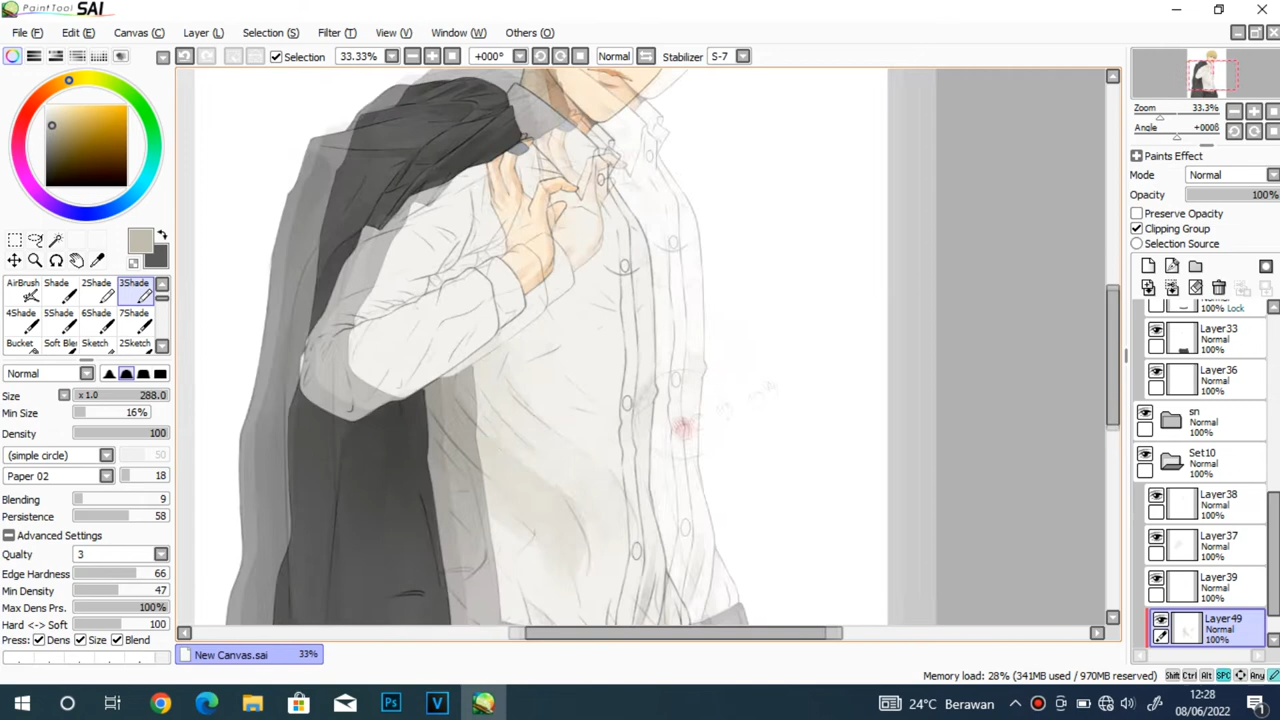 PaintTool SAI
File (F) Edit (E) Canvas (C) Layer (L) Selection (S) Filter (T) View (V) Window (W) Others (O)
Selection 33.33% +000° Normal Stabilizer S-7
Zoom 33.3%
Angle +000ß
Paints Effect
Mode Normal
Opacity 100%
Preserve Opacity
Clipping Group
Selection Source
AirBrush Shade 2Shade 3Shade
4Shade 5Shade 6Shade 7Shade
Bucket Soft Ble Sketch 2Sketch
Normal
Size x 1.0 288.0
Min Size 16%
Density 100
(simple circle) 50
Paper 02 18
Blending 9
Persistence 58
Advanced Settings
Qualty 3
Edge Hardness 66
Min Density 47
Max Dens Prs. 100%
Hard <-> Soft 100
Press: Dens Size Blend
100% Lock
Layer33
Normal
100%
Layer36
Normal
100%
sn
Normal
100%
Set10
Normal
100%
Layer38
Normal
100%
Layer37
Normal
100%
Layer39
Normal
100%
Layer49
Normal
100%
New Canvas.sai 33%
Memory load: 28% (341MB used / 970MB reserved) Shft Ctrl Alt SPC Any
Ps V 24°C Berawan 12:28
08/06/2022 1